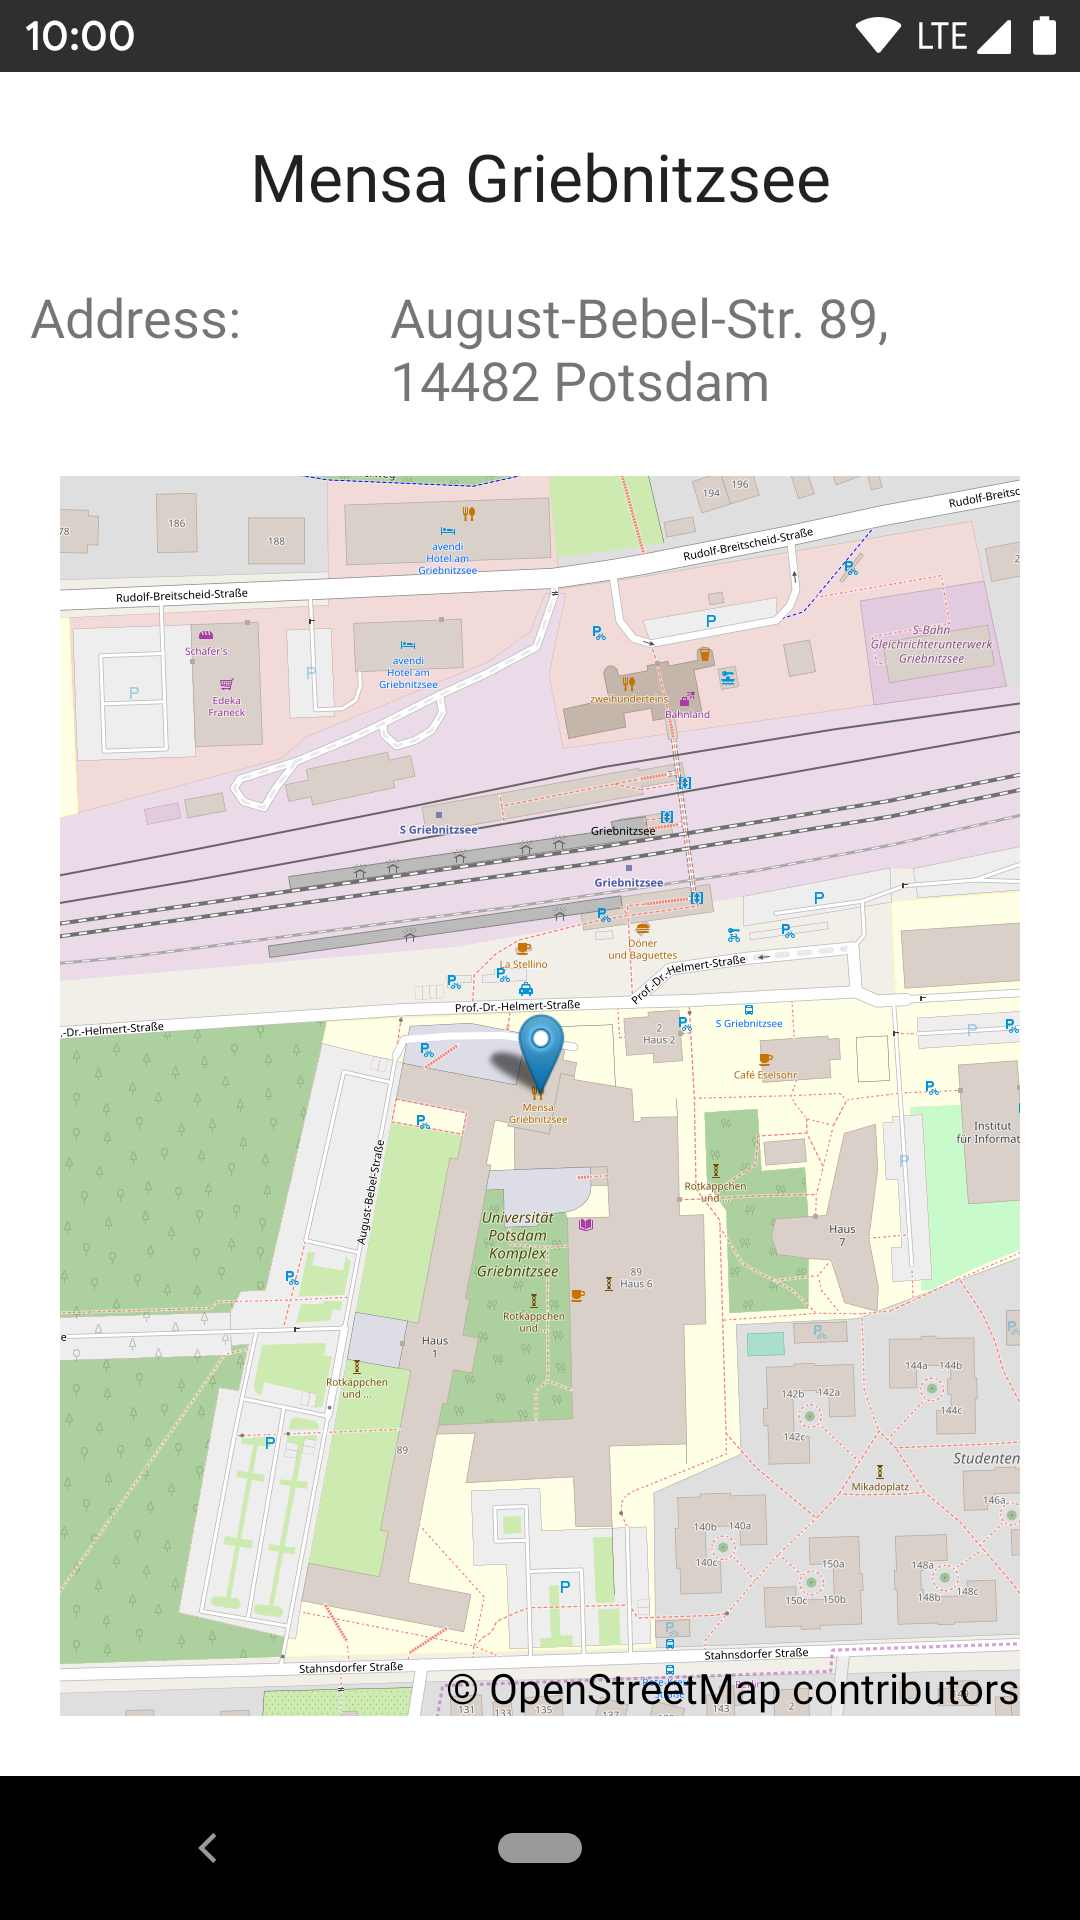 10:00
LTE
Mensa Griebnitzsee
Address:
August-Bebel-Str. 89,
14482 Potsdam
78
186
188
avendi
Hotel am
Griebnitzsee
194
196
Rudolf-Breitsc
Rudolf-Breitscheid-Straße
Rudolf-Breitscheid-Straße
P
Schäfer's
Edeka
Franeck
P
P
avendi
Hotel am
Griebnitzsee
zweihunderteins
Bahnland
S-Bahn
Gleichrichterunterwerk
Griebnitzsee
S Griebnitzsee
Griebnitzsee
Griebnitzsee
P
La Stellino
Döner
und Baguettes
Prof.-Dr.-Helmert-Straße
Prof.-Dr.-Helmert-Straße
.-Dr.-Helmert-Straße
S Griebnitzsee
2
Haus 2
Café Eselsohr
P
Mensa
Griebnitzsee
Institut
für Informat
P
August-Bebel-Straße
Rotkäppchen
und ...
Universität
Potsdam
Komplex
Griebnitzsee
Haus
7
89
Haus 6
Rotkäppchen
und ...
Haus
1
e
Rotkäppchen
und ...
144a
144b
144c
142b
142a
142c
P
89
Studenten
Mikadoplatz
146a
140b
140a
140c
150a
150c
150b
148a
148b
148c
P
Stahnsdorfer Straße
Stahnsdorfer Straße
Berlin
© OpenStreetMap contributors
131
133
135
137
143
2